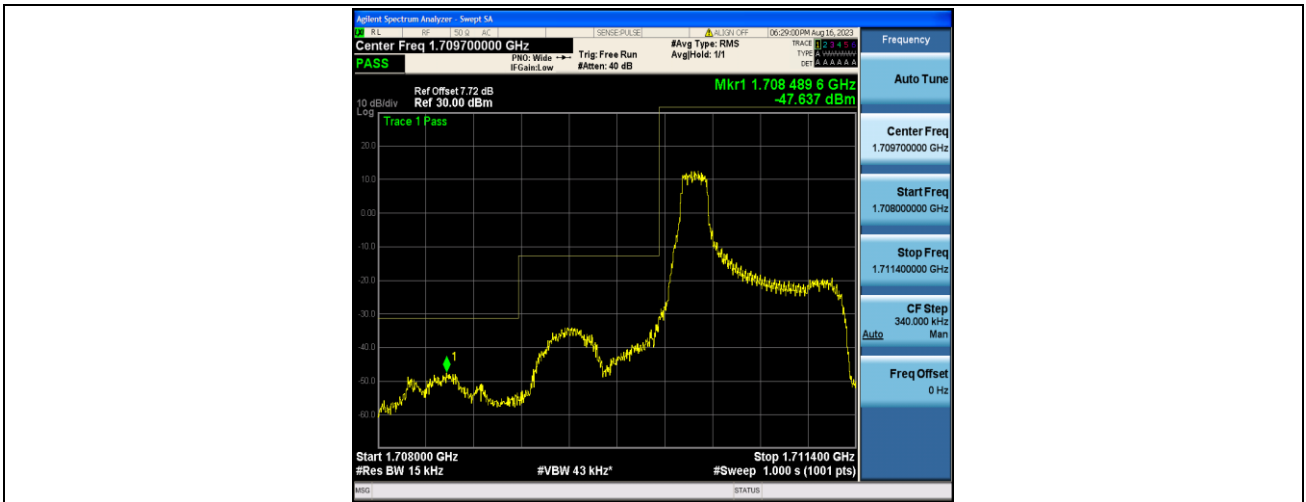 Agilent Spectrum Analyzer - Swept SA
RL RF 50 Ω AC SENSE:PULSE ALIGN OFF 06:29:00 PM Aug 16, 2023
Center Freq 1.709700000 GHz
PNO: Wide
IFGain:Low
Trig: Free Run
#Atten: 40 dB
#Avg Type: RMS
Avg|Hold: 1/1
TRACE 1 2 3 4 5 6
TYPE A WWWWW
DET A A A A A A
PASS
Mkr1 1.708 489 6 GHz
-47.637 dBm
Ref Offset 7.72 dB
10 dB/div Ref 30.00 dBm
Log
Trace 1 Pass
20.0
10.0
0.00
-10.0
-20.0
-30.0
-40.0
-50.0
-60.0
1
Start 1.708000 GHz Stop 1.711400 GHz
#Res BW 15 kHz #VBW 43 kHz* #Sweep 1.000 s (1001 pts)
MSG STATUS
Frequency
Auto Tune
Center Freq
1.709700000 GHz
Start Freq
1.708000000 GHz
Stop Freq
1.711400000 GHz
CF Step
340.000 kHz
Auto Man
Freq Offset
0 Hz